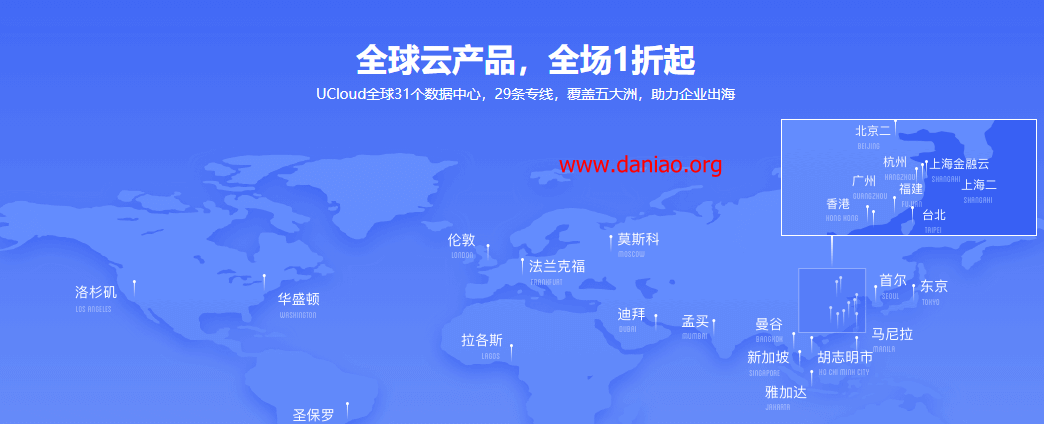 全球云产品，全场1折起
UCloud全球31个数据中心，29条专线，覆盖五大洲，助力企业出海
www.daniao.org
北京二
BEIJING
杭州
HANGZHOU
上海金融云
SHANGAHI
广州
GUANGZHOU
福建
FUJIAN
上海二
SHANGAHI
香港
HONG KONG
台北
TAIPEI
伦敦
LONDON
莫斯科
MOSCOW
法兰克福
FRANKFURT
洛杉矶
LOS ANGELES
华盛顿
WASHINGTON
首尔
SEOUL
东京
TOKYO
迪拜
DUBAI
孟买
MUMBAI
曼谷
BANGKOK
马尼拉
MANILA
拉各斯
LAGOS
新加坡
SINGAPORE
胡志明市
HO CHI MINH CITY
雅加达
JAKARTA
圣保罗